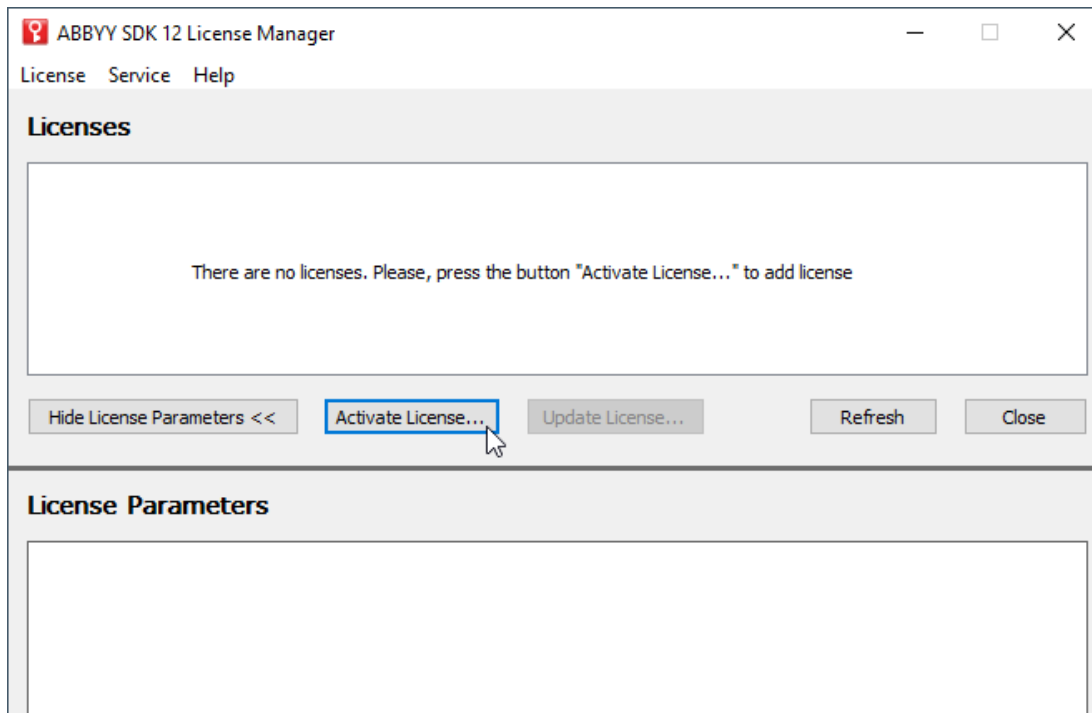 ABBYY SDK 12 License Manager
License Service Help
Licenses
There are no licenses. Please, press the button "Activate License..." to add license
Hide License Parameters << Activate License... Update License... Refresh Close
License Parameters